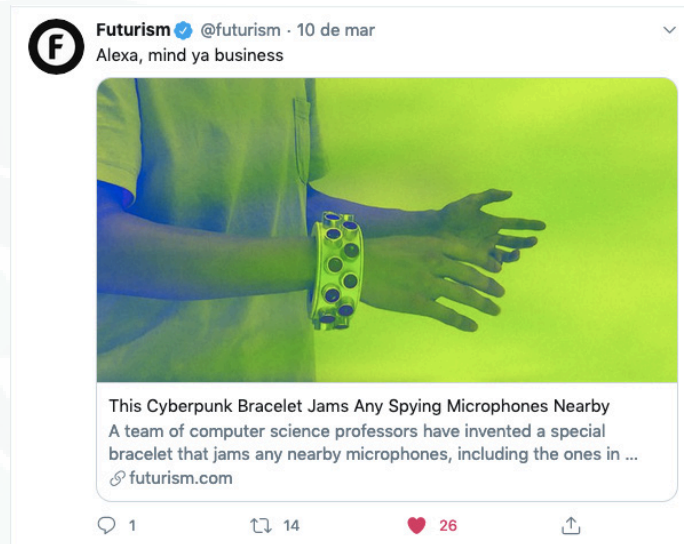 Futurism @futurism · 10 de mar
Alexa, mind ya business
This Cyberpunk Bracelet Jams Any Spying Microphones Nearby
A team of computer science professors have invented a special
bracelet that jams any nearby microphones, including the ones in ...
futurism.com
1 14 26